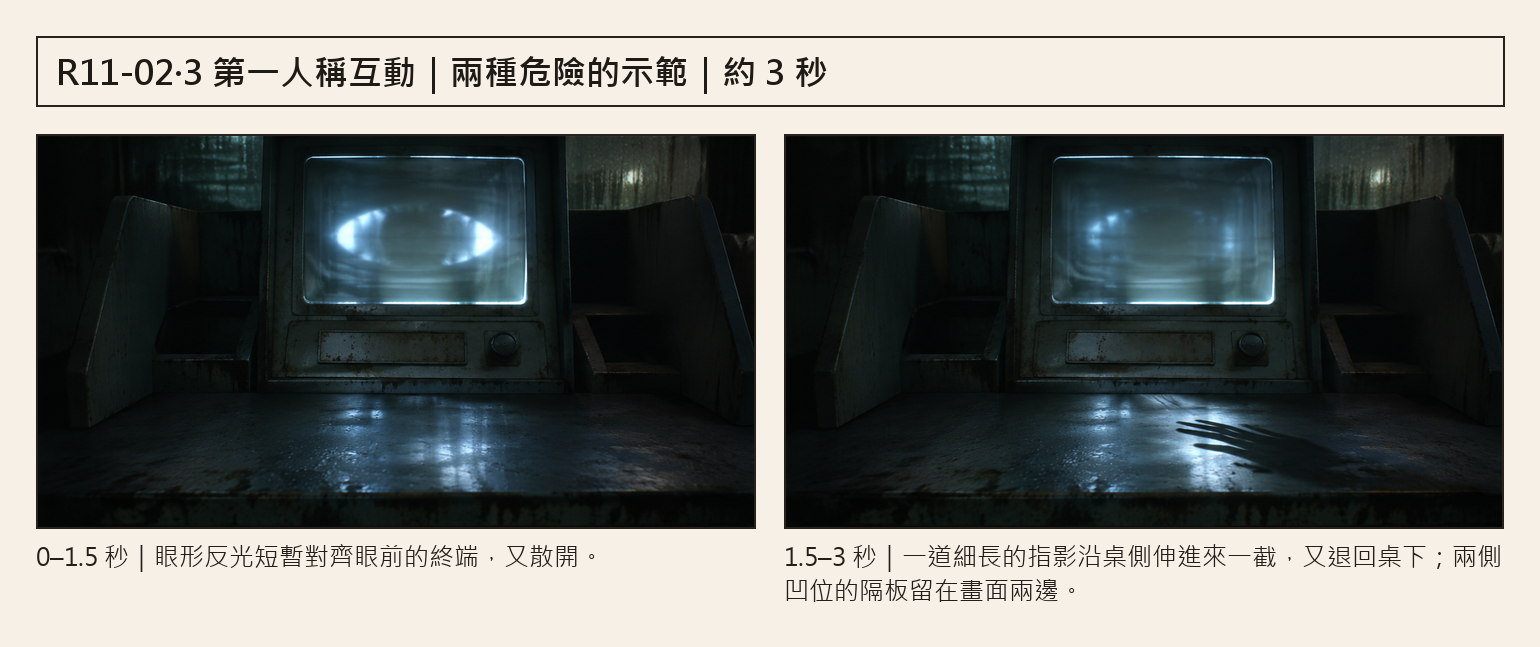 R11-02·3 第一人稱互動｜兩種危險的示範｜約 3 秒
0–1.5 秒｜眼形反光短暫對齊眼前的終端，又散開。
1.5–3 秒｜一道細長的指影沿桌側伸進來一截，又退回桌下；兩側
凹位的隔板留在畫面兩邊。